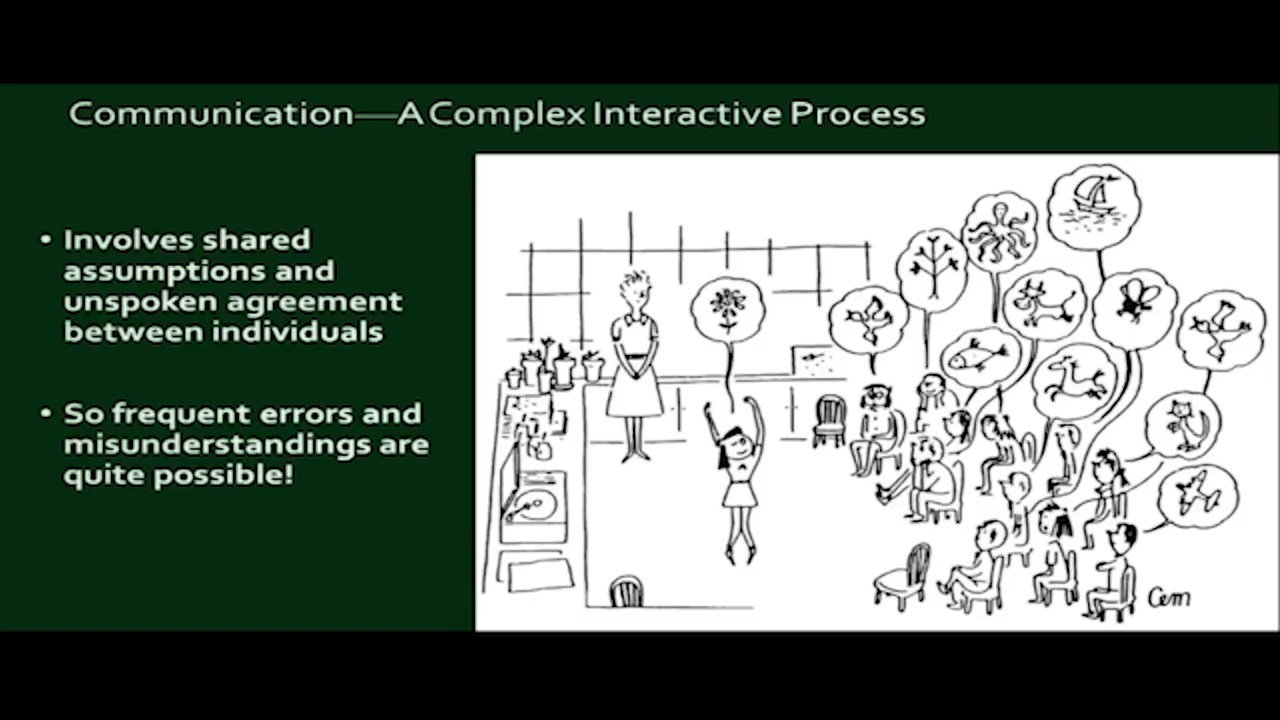 Communication—A Complex Interactive Process
• Involves shared
assumptions and
unspoken agreement
between individuals
• So frequent errors and
misunderstandings are
quite possible!
Cem